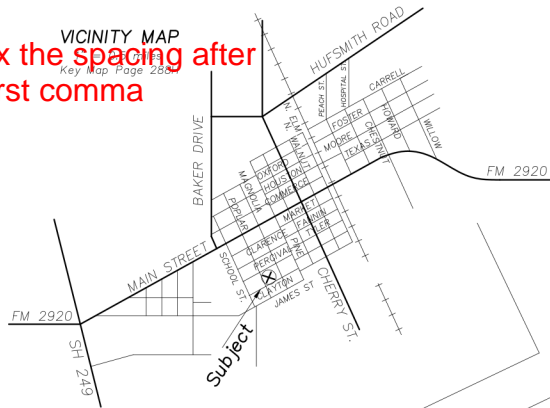 VICINITY MAP
x the spacing after
Key Map Page 288H
rst comma
HUFSMITH ROAD
BAKER DRIVE
PEACH ST.
HOSPITAL ST.
CARRELL
N. ELM
N. WALNUT
FOSTER
MOORE
TEXAS
CHESTNUT
HOWARD
WILLOW
FM 2920
OXFORD
HOUSTON
COMMERCE
MAGNOLIA
POPLAR
MARKET
FANNIN
TYLER
CLARENCE
PERCIVAL
PINE
MAIN STREET
SCHOOL ST.
CLAYTON
JAMES ST
CHERRY ST.
FM 2920
SH 249
Subject